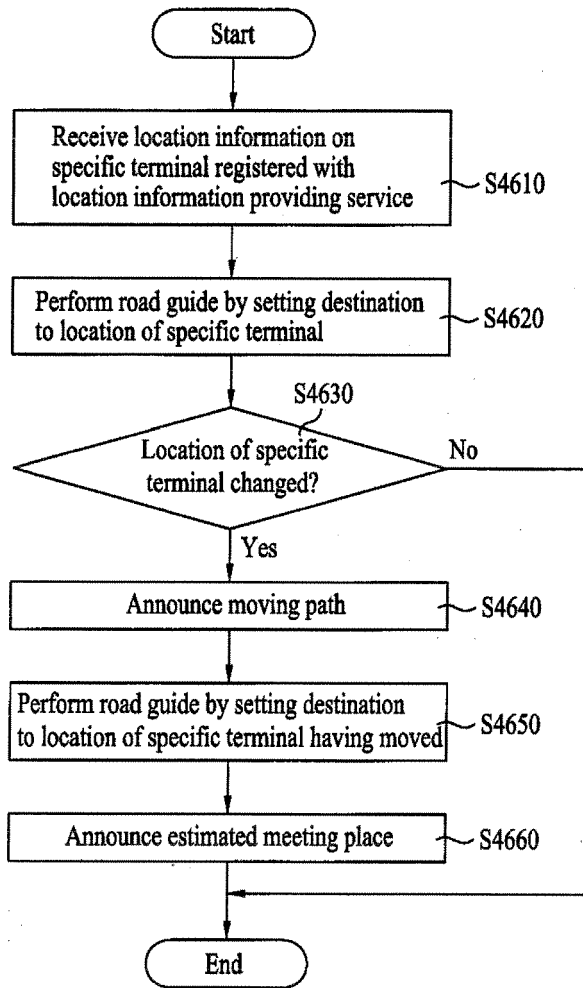 Start
Receive location information on
specific terminal registered with
location information providing service
S4610
Perform road guide by setting destination
to location of specific terminal
S4620
S4630
Location of specific
terminal changed?
No
Yes
Announce moving path
S4640
Perform road guide by setting destination
to location of specific terminal having moved
S4650
Announce estimated meeting place
S4660
End